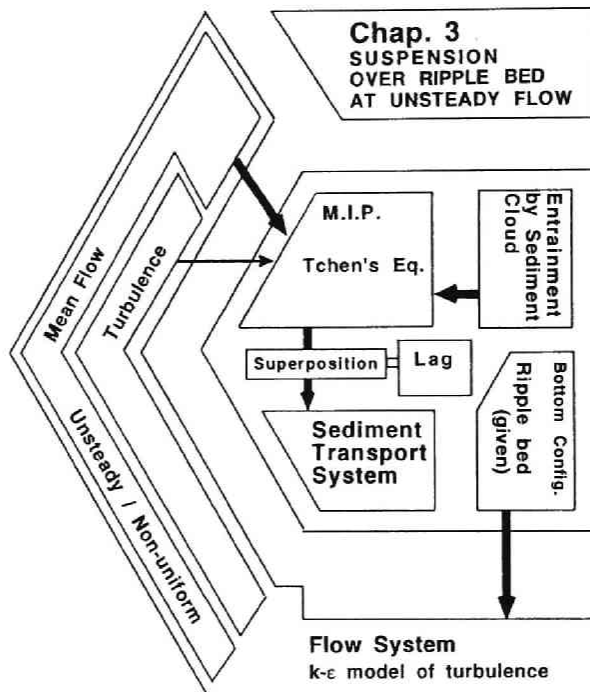 Chap. 3
SUSPENSION
OVER RIPPLE BED
AT UNSTEADY FLOW
Mean Flow
Turbulence
Unsteady / Non-uniform
M.I.P.
Tchen's Eq.
Entrainment
by Sediment
Cloud
Superposition
Lag
Sediment
Transport
System
Bottom Config.
Ripple bed
(given)
Flow System
k-ε model of turbulence